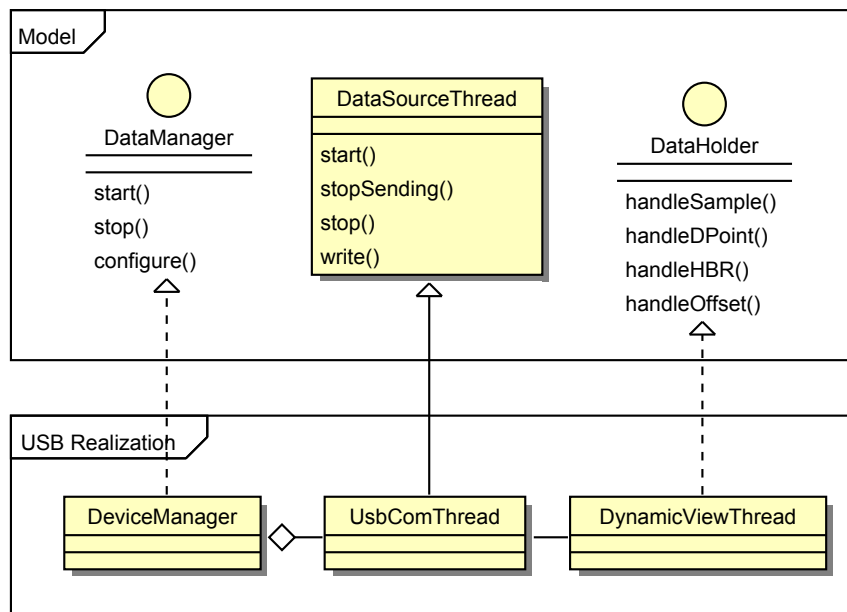 Model
DataManager
start()
stop()
configure()
DataSourceThread
start()
stopSending()
stop()
write()
DataHolder
handleSample()
handleDPoint()
handleHBR()
handleOffset()
USB Realization
DeviceManager
UsbComThread
DynamicViewThread